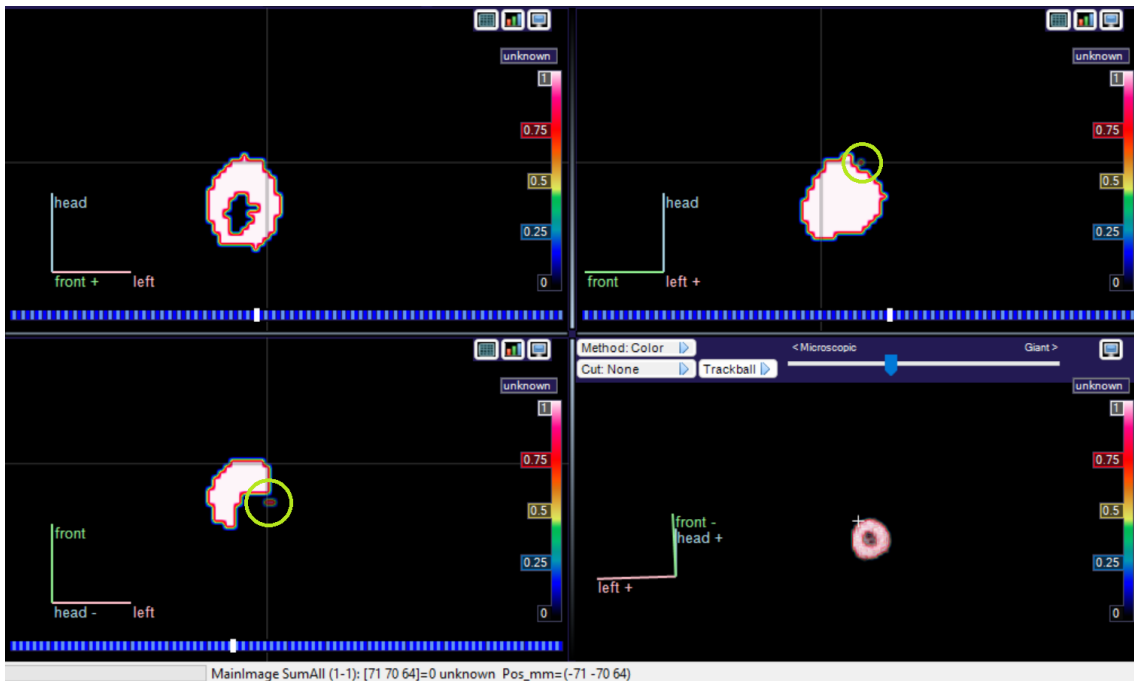 unknown
1
0.75
0.5
0.25
0
head
front + left
unknown
1
0.75
0.5
0.25
0
head
front left +
unknown
1
0.75
0.5
0.25
0
front
head - left
Method: Color
Cut: None
Trackball
<Microscopic Giant>
unknown
1
0.75
0.5
0.25
0
front -
head +
left +
MainImage SumAll (1-1): [71 70 64]=0 unknown Pos_mm=(-71 -70 64)